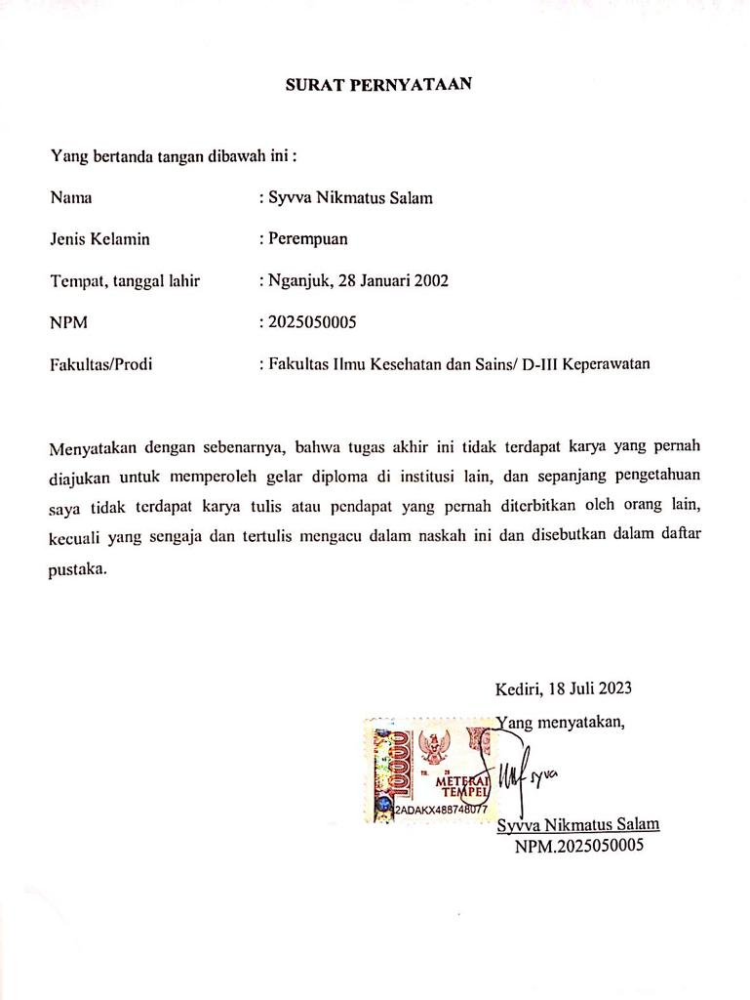 SURAT PERNYATAAN
Yang bertanda tangan dibawah ini :
Nama : Syvva Nikmatus Salam
Jenis Kelamin : Perempuan
Tempat, tanggal lahir : Nganjuk, 28 Januari 2002
NPM : 2025050005
Fakultas/Prodi : Fakultas Ilmu Kesehatan dan Sains/ D-III Keperawatan
Menyatakan dengan sebenarnya, bahwa tugas akhir ini tidak terdapat karya yang pernah
diajukan untuk memperoleh gelar diploma di institusi lain, dan sepanjang pengetahuan
saya tidak terdapat karya tulis atau pendapat yang pernah diterbitkan oleh orang lain,
kecuali yang sengaja dan tertulis mengacu dalam naskah ini dan disebutkan dalam daftar
pustaka.
Kediri, 18 Juli 2023
Yang menyatakan,
10000
METERAI
TEMPEL
2ADAKX488748077
syva
Syvva Nikmatus Salam
NPM.2025050005